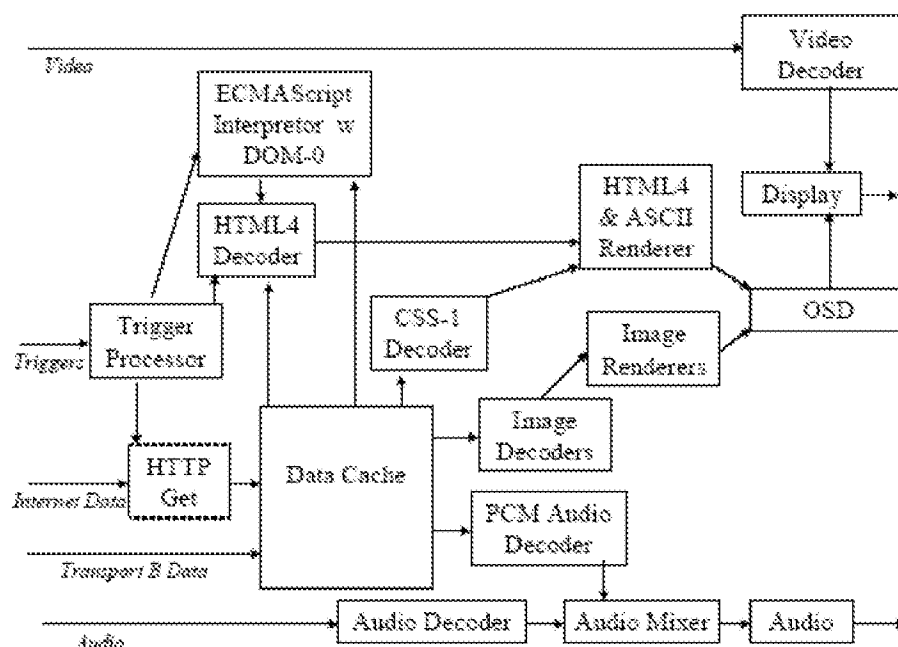 Video
Video
Decoder
ECMAScript
Interpretor w
DOM-0
HTML4
Decoder
HTML4
& ASCII
Renderer
Display
Trigger
Processor
Triggers
CSS-1
Decoder
Image
Renderers
OSD
HTTP
Get
Internet Data
Data Cache
Image
Decoders
PCM Audio
Decoder
Transport B Data
Audio
Audio Decoder
Audio Mixer
Audio